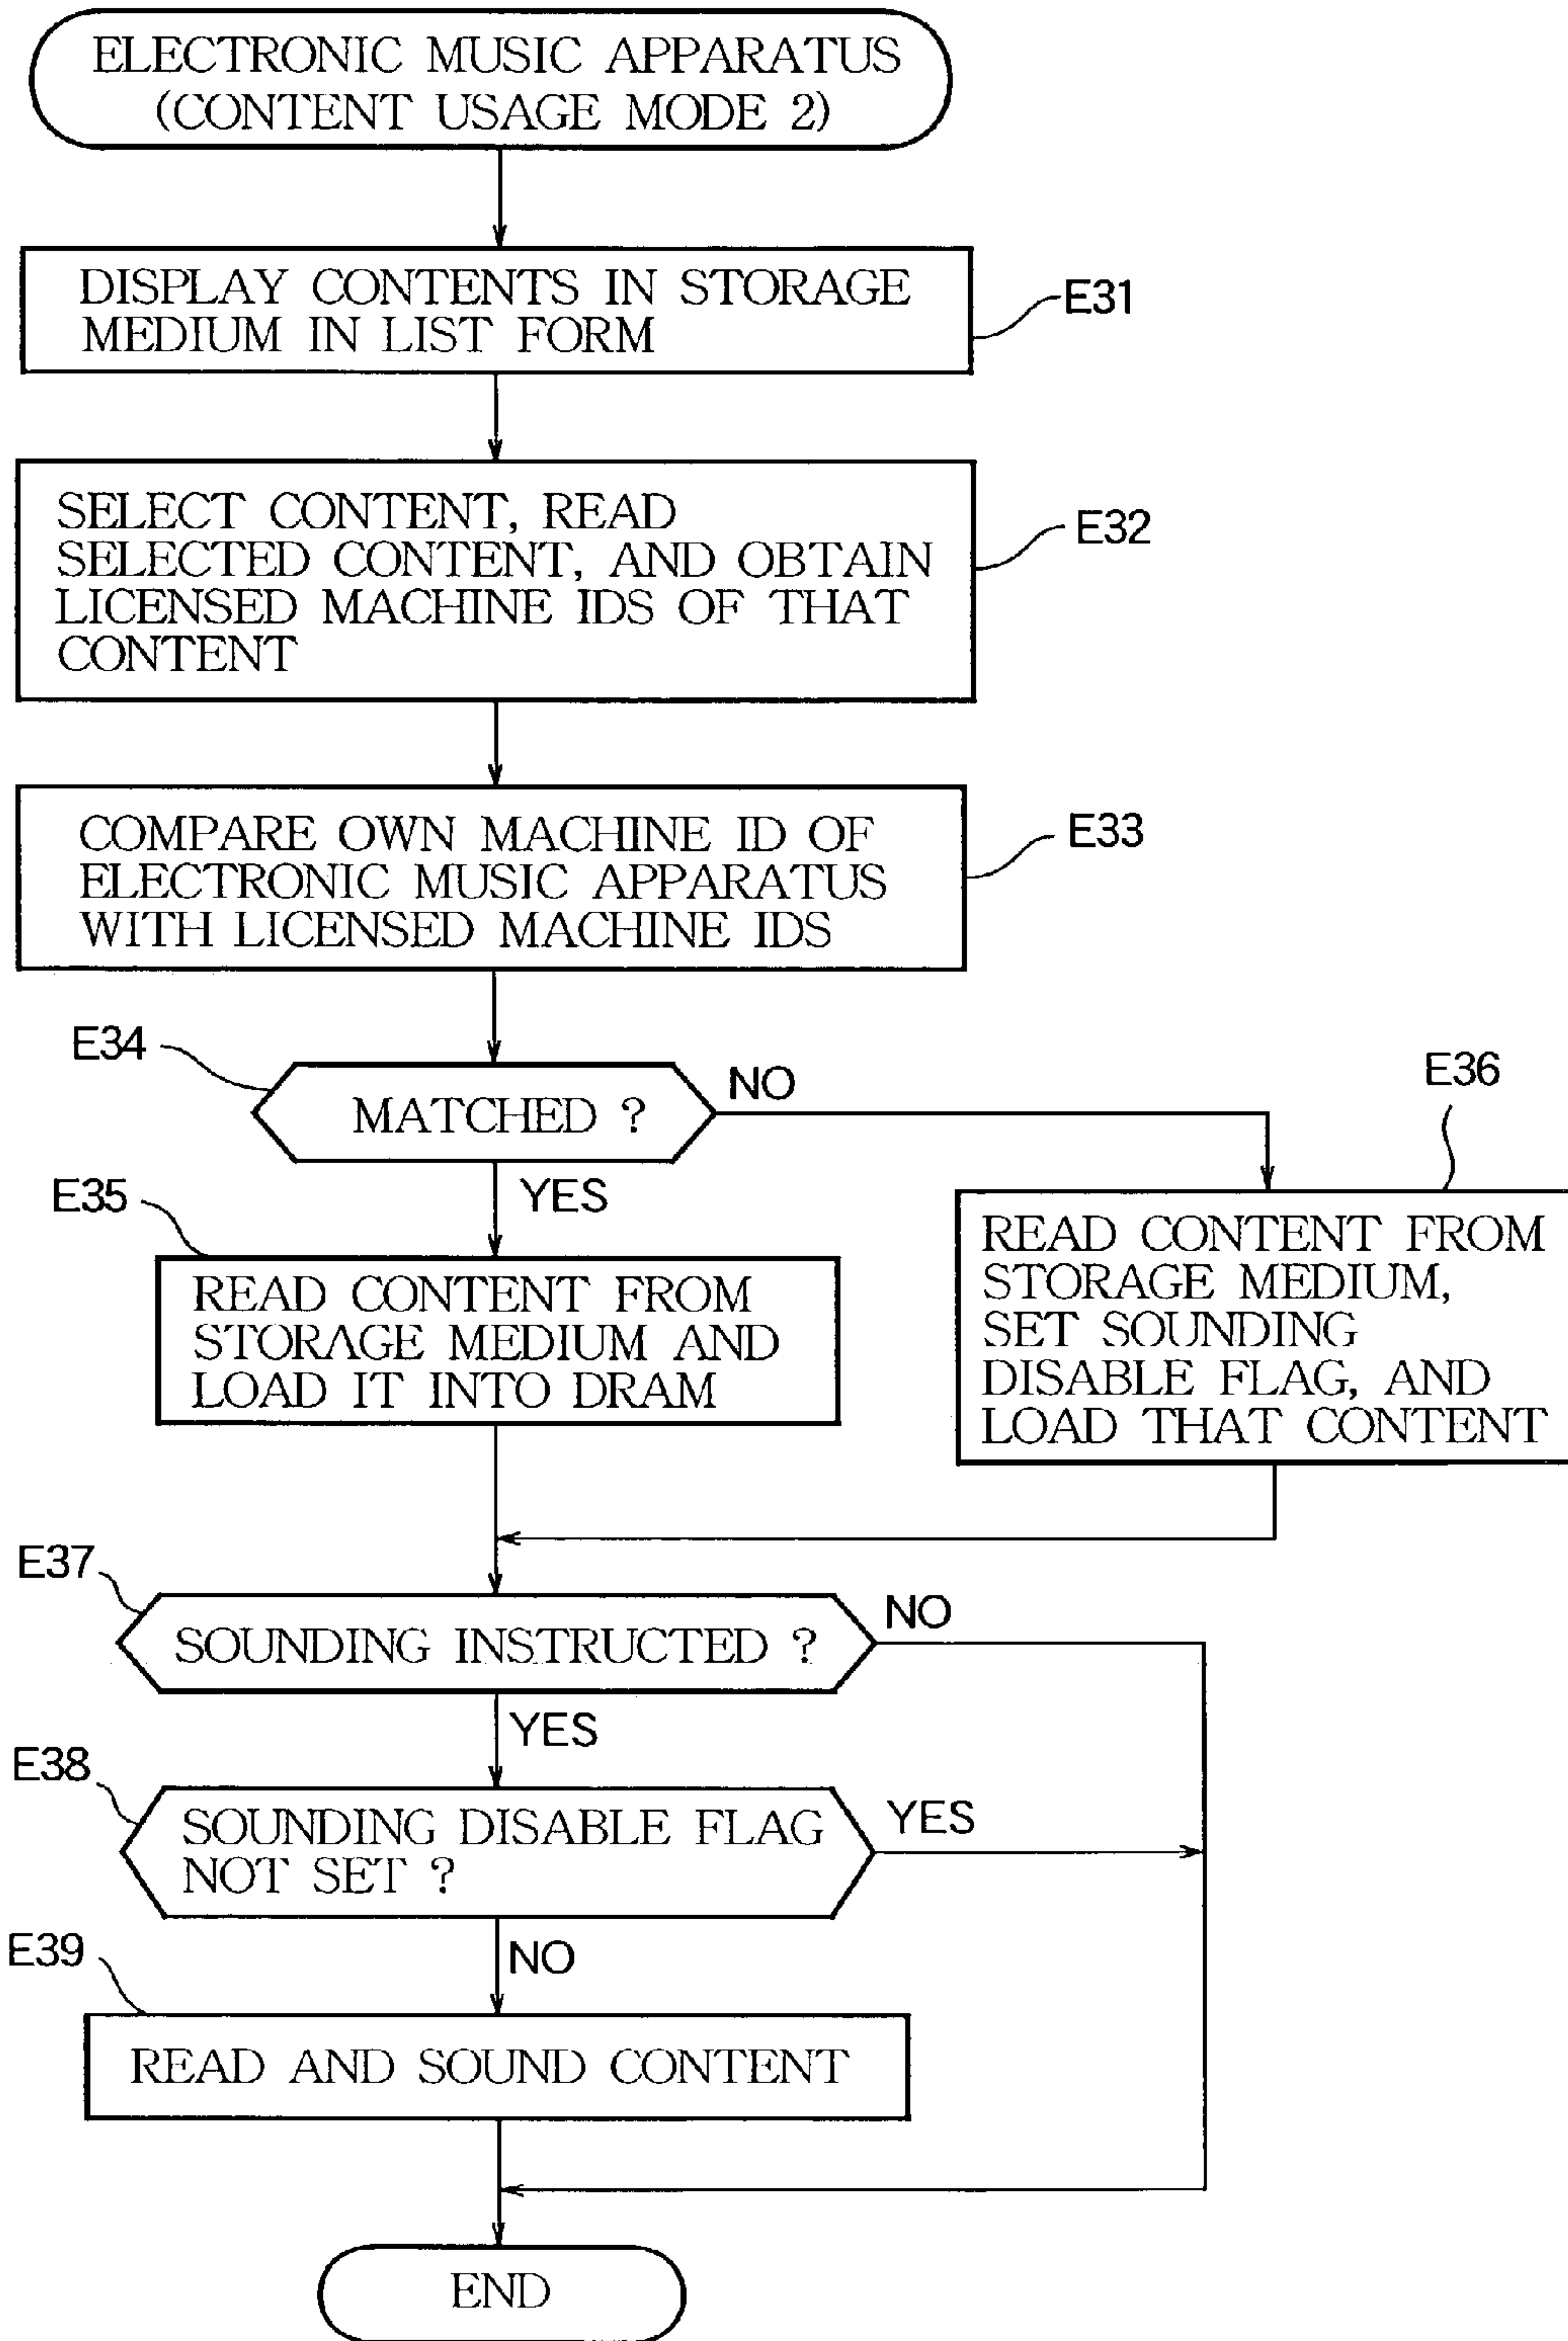 ELECTRONIC MUSIC APPARATUS
(CONTENT USAGE MODE 2)
DISPLAY CONTENTS IN STORAGE
MEDIUM IN LIST FORM
E31
SELECT CONTENT, READ
SELECTED CONTENT, AND OBTAIN
LICENSED MACHINE IDS OF THAT
CONTENT
E32
COMPARE OWN MACHINE ID OF
ELECTRONIC MUSIC APPARATUS
WITH LICENSED MACHINE IDS
E33
E34
MATCHED ?
NO
YES
E35
READ CONTENT FROM
STORAGE MEDIUM AND
LOAD IT INTO DRAM
E36
READ CONTENT FROM
STORAGE MEDIUM,
SET SOUNDING
DISABLE FLAG, AND
LOAD THAT CONTENT
E37
SOUNDING INSTRUCTED ?
NO
YES
E38
SOUNDING DISABLE FLAG
NOT SET ?
YES
NO
E39
READ AND SOUND CONTENT
END